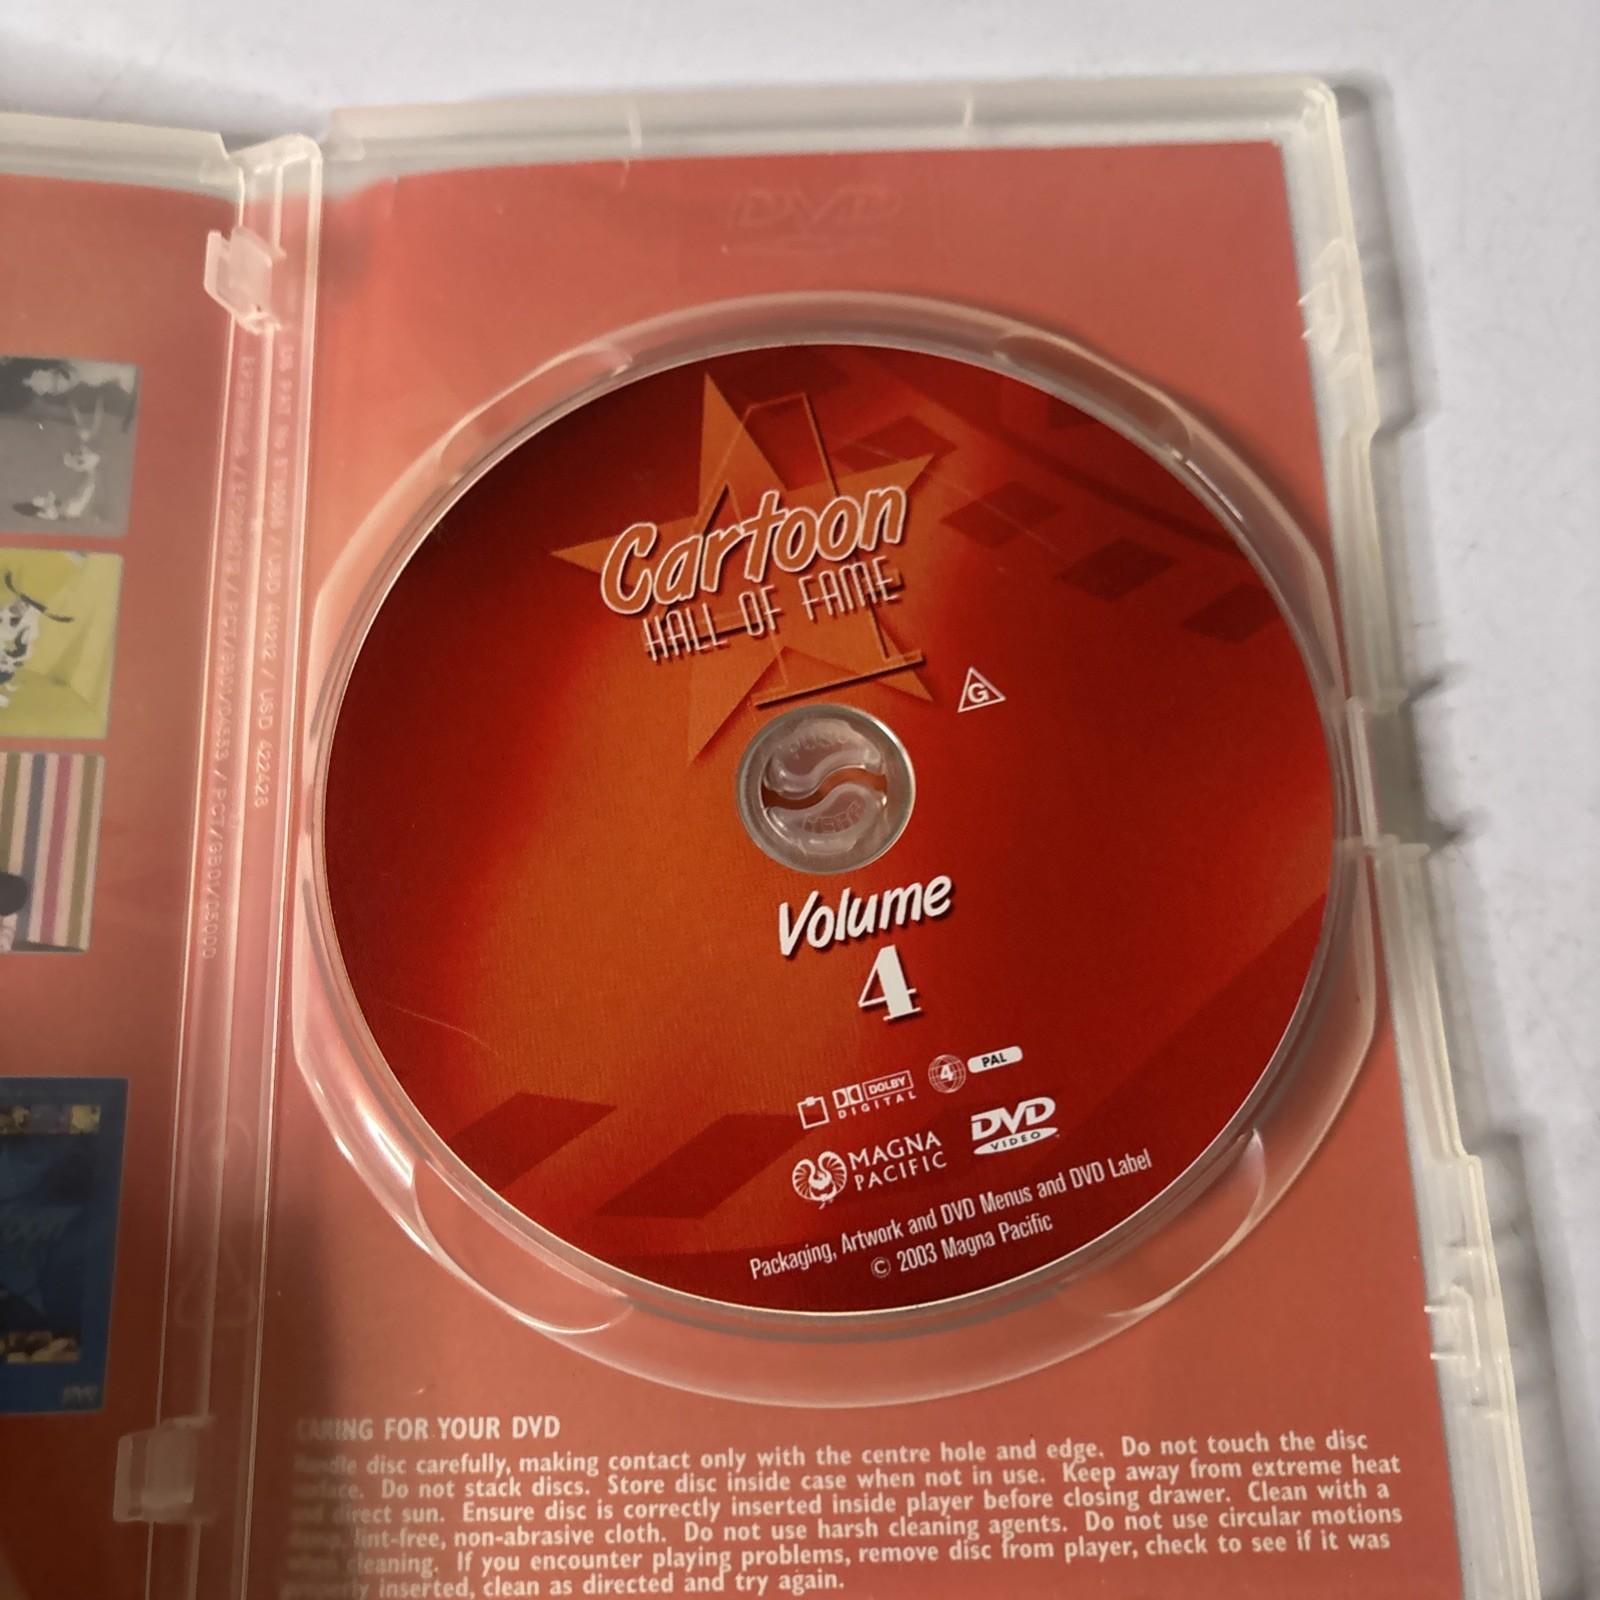 DVD
Cartoon
HALL OF FAME
G
Volume
4
DOLBY
DIGITAL
4 PAL
MAGNA
PACIFIC
DVD
VIDEO
Packaging, Artwork and DVD Menus and DVD Label
© 2003 Magna Pacific
CARING FOR YOUR DVD
Handle disc carefully, making contact only with the centre hole and edge. Do not touch the disc
surface. Do not stack discs. Store disc inside case when not in use. Keep away from extreme heat
and direct sun. Ensure disc is correctly inserted inside player before closing drawer. Clean with a
damp, lint-free, non-abrasive cloth. Do not use harsh cleaning agents. Do not use circular motions
when cleaning. If you encounter playing problems, remove disc from player, check to see if it was
properly inserted, clean as directed and try again.